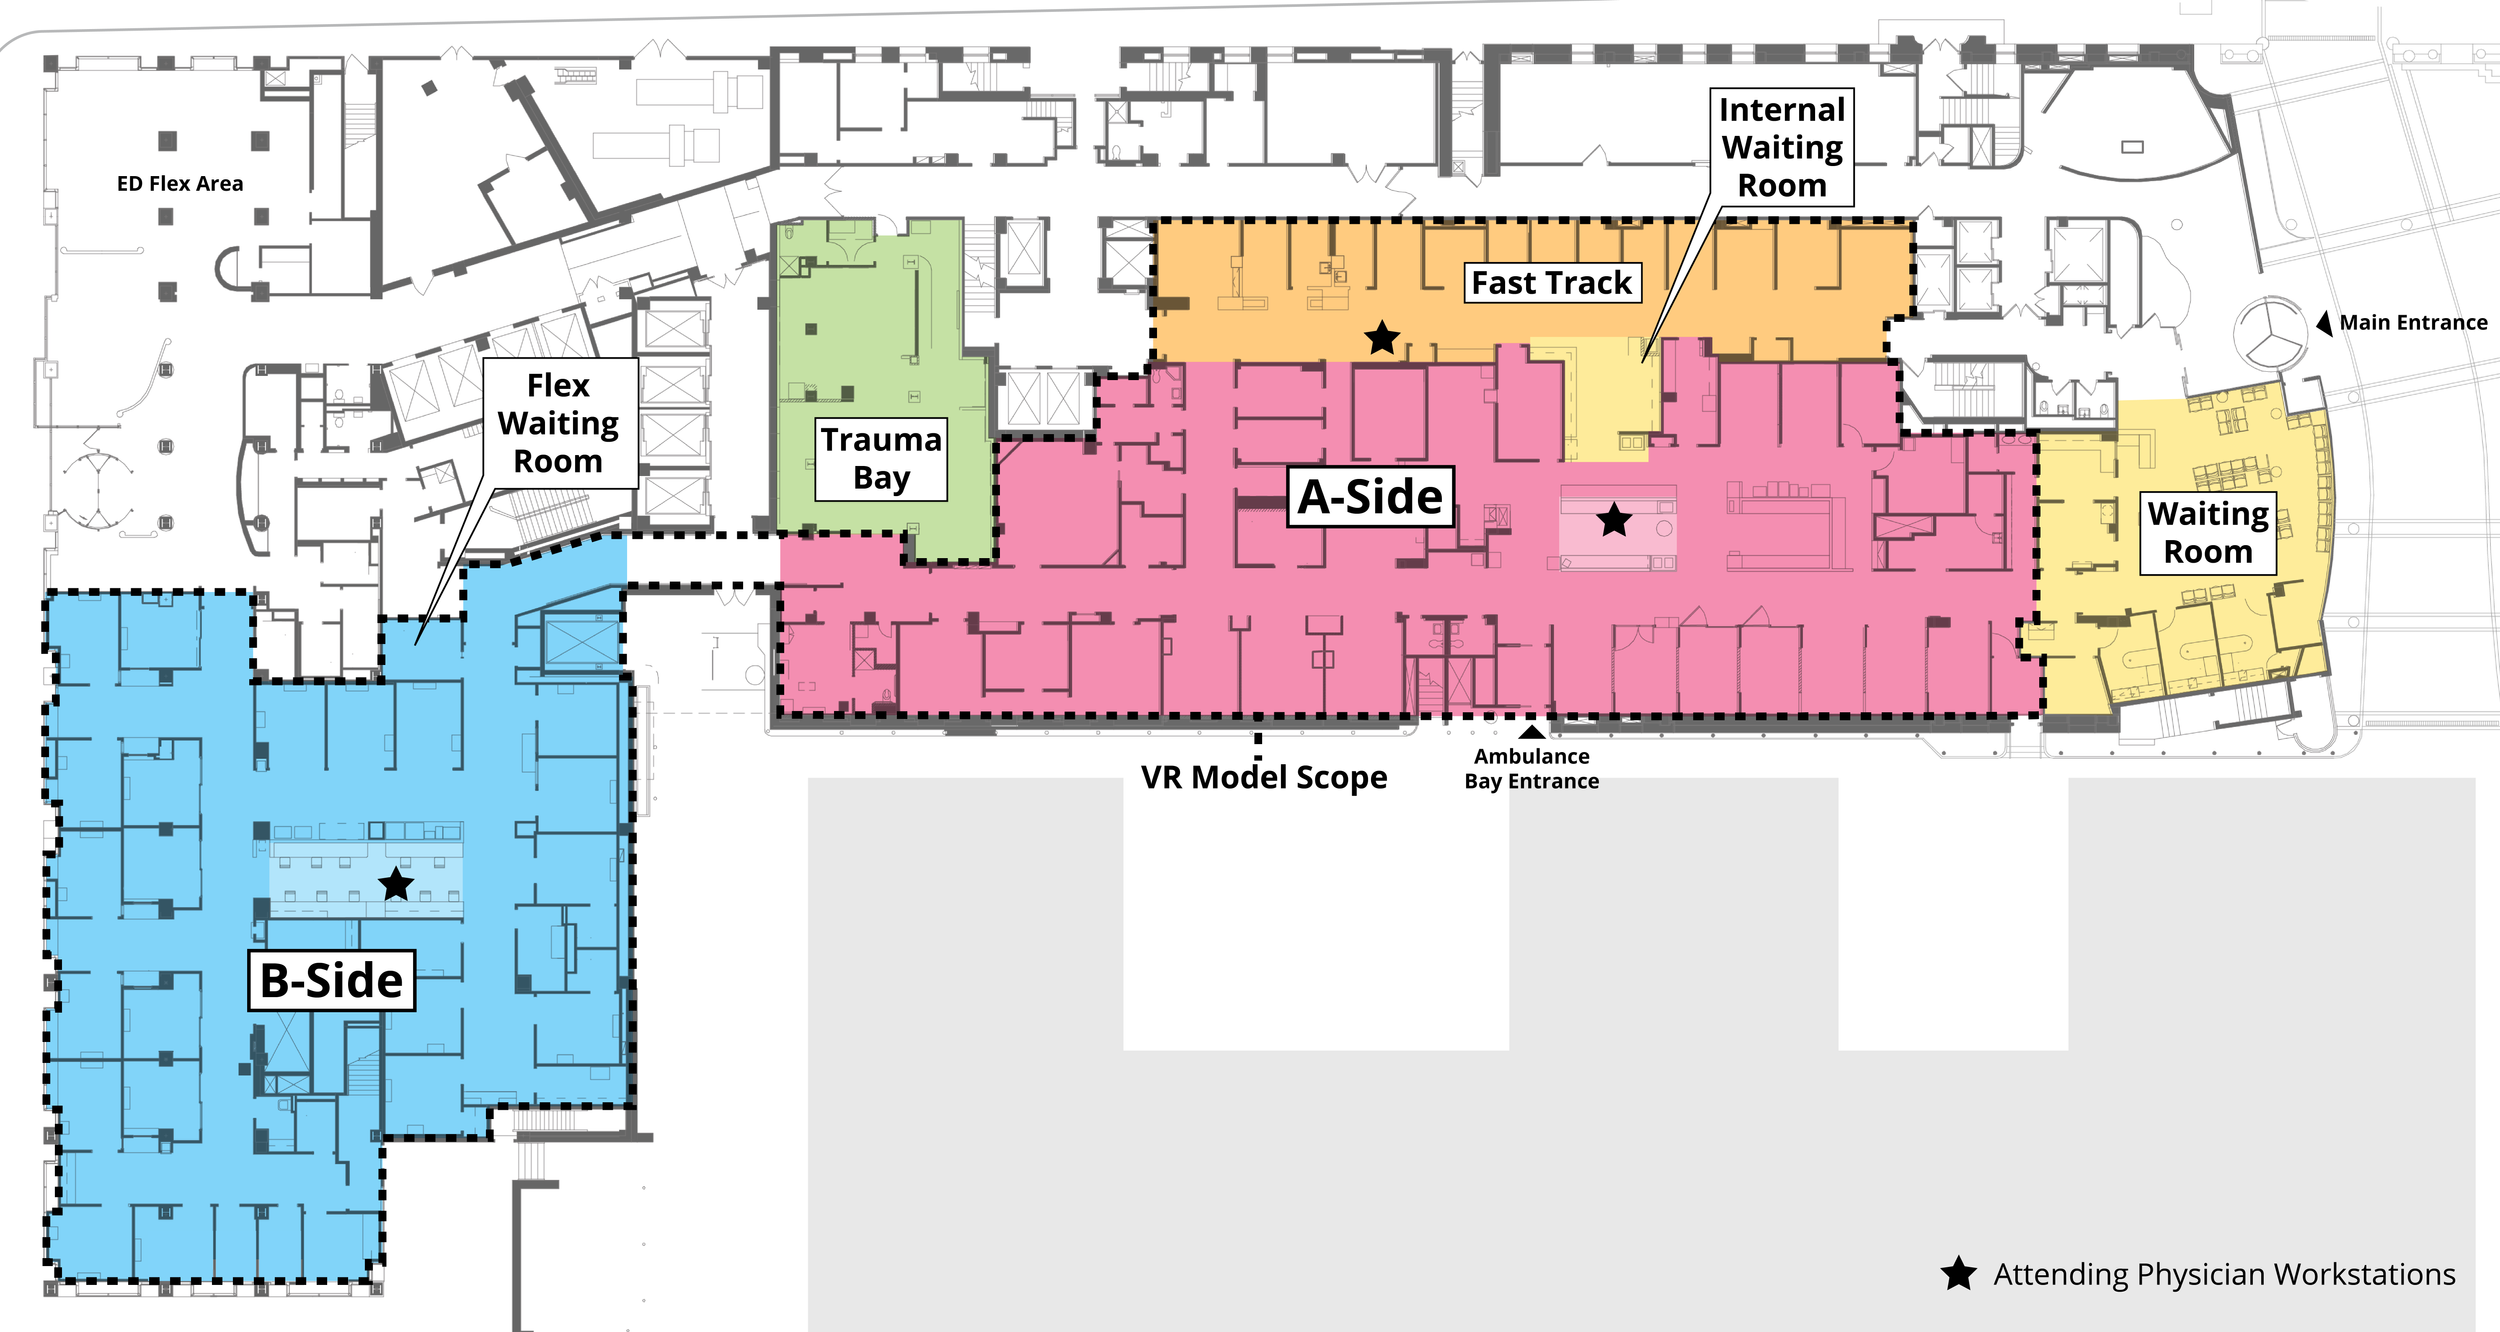 Internal
Waiting
Room
ED Flex Area
Fast Track
Main Entrance
Flex
Waiting
Room
Trauma
Bay
A-Side
Waiting
Room
VR Model Scope
Ambulance
Bay Entrance
B-Side
Attending Physician Workstations